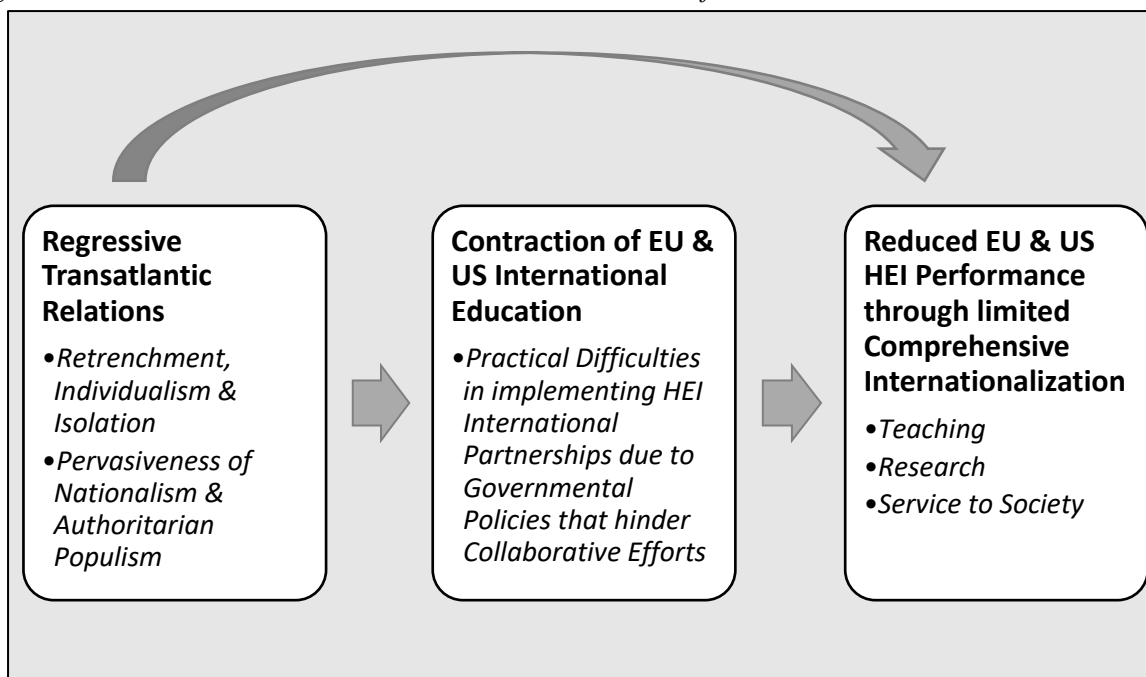 Regressive
Transatlantic
Relations
•Retrenchment,
Individualism &
Isolation
•Pervasiveness of
Nationalism &
Authoritarian
Populism
Contraction of EU &
US International
Education
•Practical Difficulties
in implementing HEI
International
Partnerships due to
Governmental
Policies that hinder
Collaborative Efforts
Reduced EU & US
HEI Performance
through limited
Comprehensive
Internationalization
•Teaching
•Research
•Service to Society